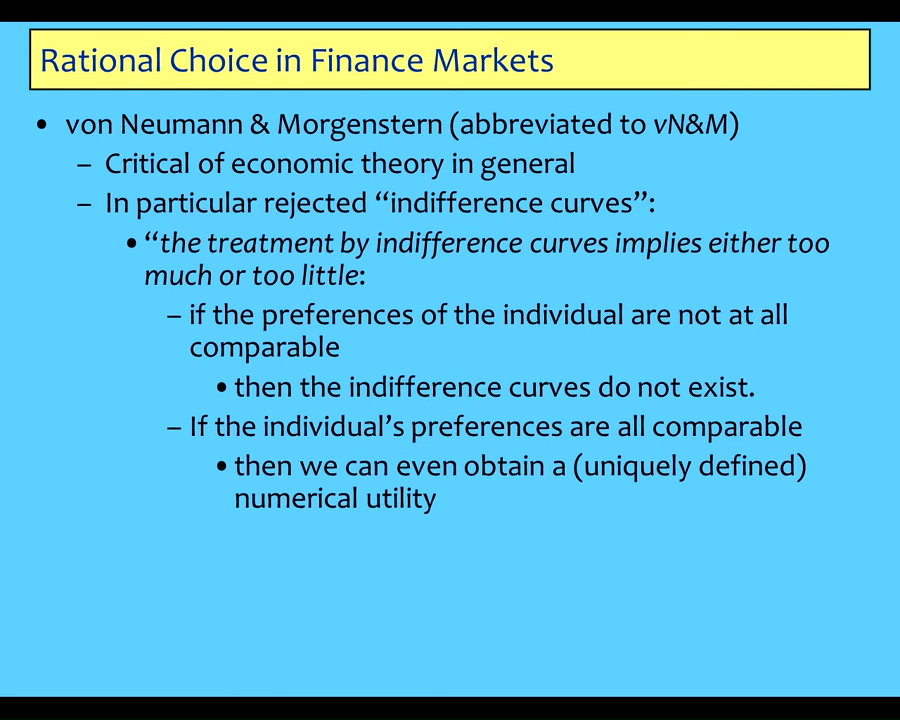 Rational Choice in Finance Markets
• von Neumann & Morgenstern (abbreviated to vN&M)
– Critical of economic theory in general
– In particular rejected “indifference curves”:
• “the treatment by indifference curves implies either too
much or too little:
– if the preferences of the individual are not at all
comparable
• then the indifference curves do not exist.
– If the individual’s preferences are all comparable
• then we can even obtain a (uniquely defined)
numerical utility